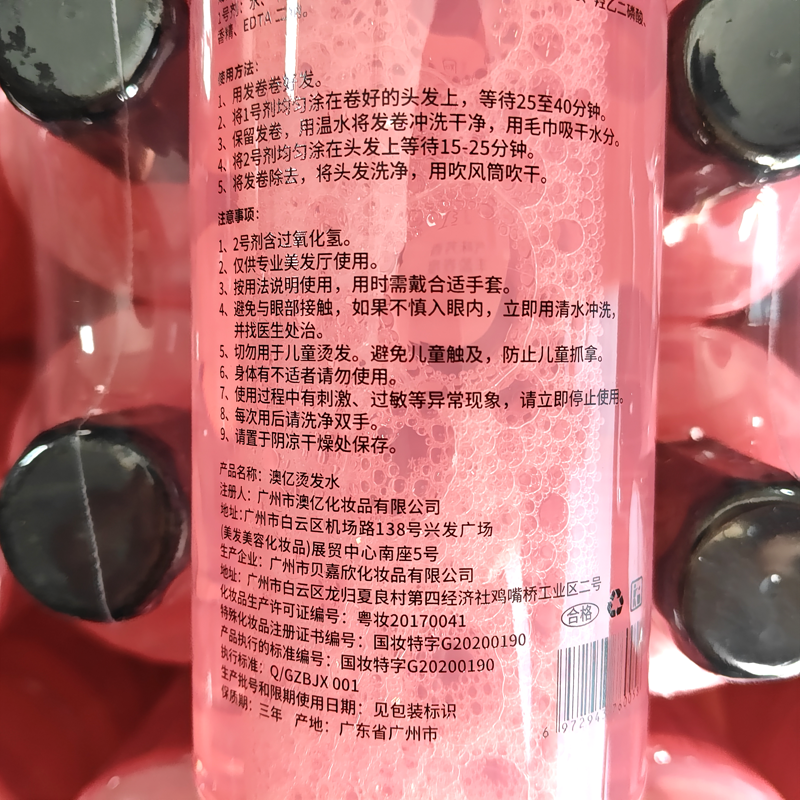 1号剂：水、
羟乙二磷酸、
香精、EDTA 二钠。
使用方法：
1、用发卷卷好发。
2、将1号剂均匀涂在卷好的头发上，等待25至40分钟。
3、保留发卷，用温水将发卷冲洗干净，用毛巾吸干水分。
4、将2号剂均匀涂在头发上等待15-25分钟。
5、将发卷除去，将头发洗净，用吹风筒吹干。
注意事项：
1、2号剂含过氧化氢。
2、仅供专业美发厅使用。
3、按用法说明使用，用时需戴合适手套。
4、避免与眼部接触，如果不慎入眼内，立即用清水冲洗，
并找医生处治。
5、切勿用于儿童烫发。避免儿童触及，防止儿童抓拿。
6、身体有不适者请勿使用。
7、使用过程中有刺激、过敏等异常现象，请立即停止使用。
8、每次用后请洗净双手。
9、请置于阴凉干燥处保存。
产品名称：澳亿烫发水
注册人：广州市澳亿化妆品有限公司
地址:广州市白云区机场路138号兴发广场
(美发美容化妆品)展贸中心南座5号
生产企业：广州市贝嘉欣化妆品有限公司
地址：广州市白云区龙归夏良村第四经济社鸡嘴桥工业区二号
化妆品生产许可证编号：粤妆20170041
特殊化妆品注册证书编号：国妆特字G20200190
产品执行的标准编号：国妆特字G20200190
执行标准：Q/GZBJX 001
生产批号和限期使用日期：见包装标识
保质期：三年 产地：广东省广州市
合格
6 97294